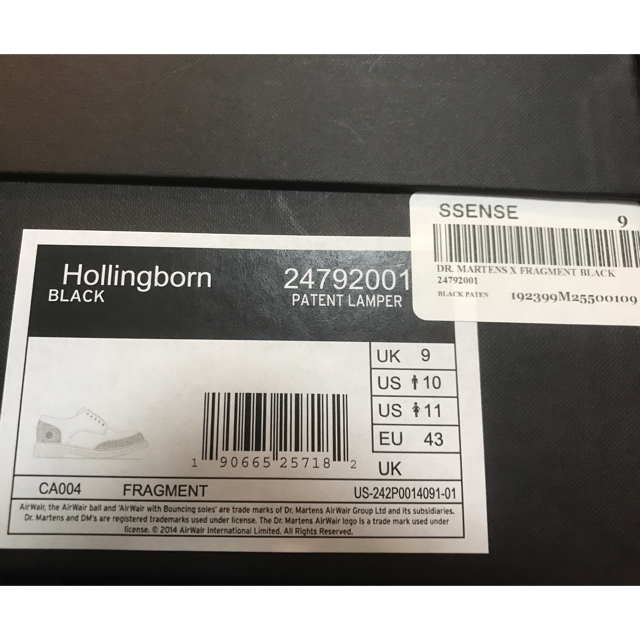 SSENSE 9
DR. MARTENS X FRAGMENT BLACK
24792001
BLACK PATEN 192399M25500109
Hollingborn 24792001
BLACK PATENT LAMPER
UK 9
US 10
US 11
EU 43
UK
1 90665 25718 2
CA004 FRAGMENT US-242P0014091-01
AirWair, the AirWair ball and 'AirWair with Bouncing soles' are trade marks of Dr. Martens AirWair Group Ltd and its subsidiaries.
Dr. Martens and DM's are registered trademarks used under license. The Dr. Martens AirWair logo is a trade mark used under
license. © 2014 AirWair International Limited. All Rights Reserved.